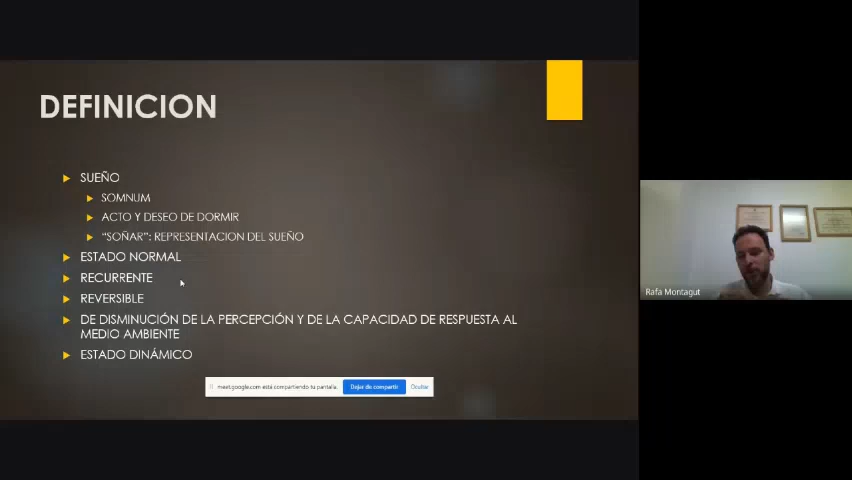 DEFINICION
SUEÑO
SOMNUM
ACTO Y DESEO DE DORMIR
“SOÑAR”: REPRESENTACION DEL SUEÑO
ESTADO NORMAL
RECURRENTE
REVERSIBLE
DE DISMINUCIÓN DE LA PERCEPCIÓN Y DE LA CAPACIDAD DE RESPUESTA AL
MEDIO AMBIENTE
ESTADO DINÁMICO
meet.google.com está compartiendo tu pantalla.
Dejar de compartir
Ocultar
Rafa Montagut